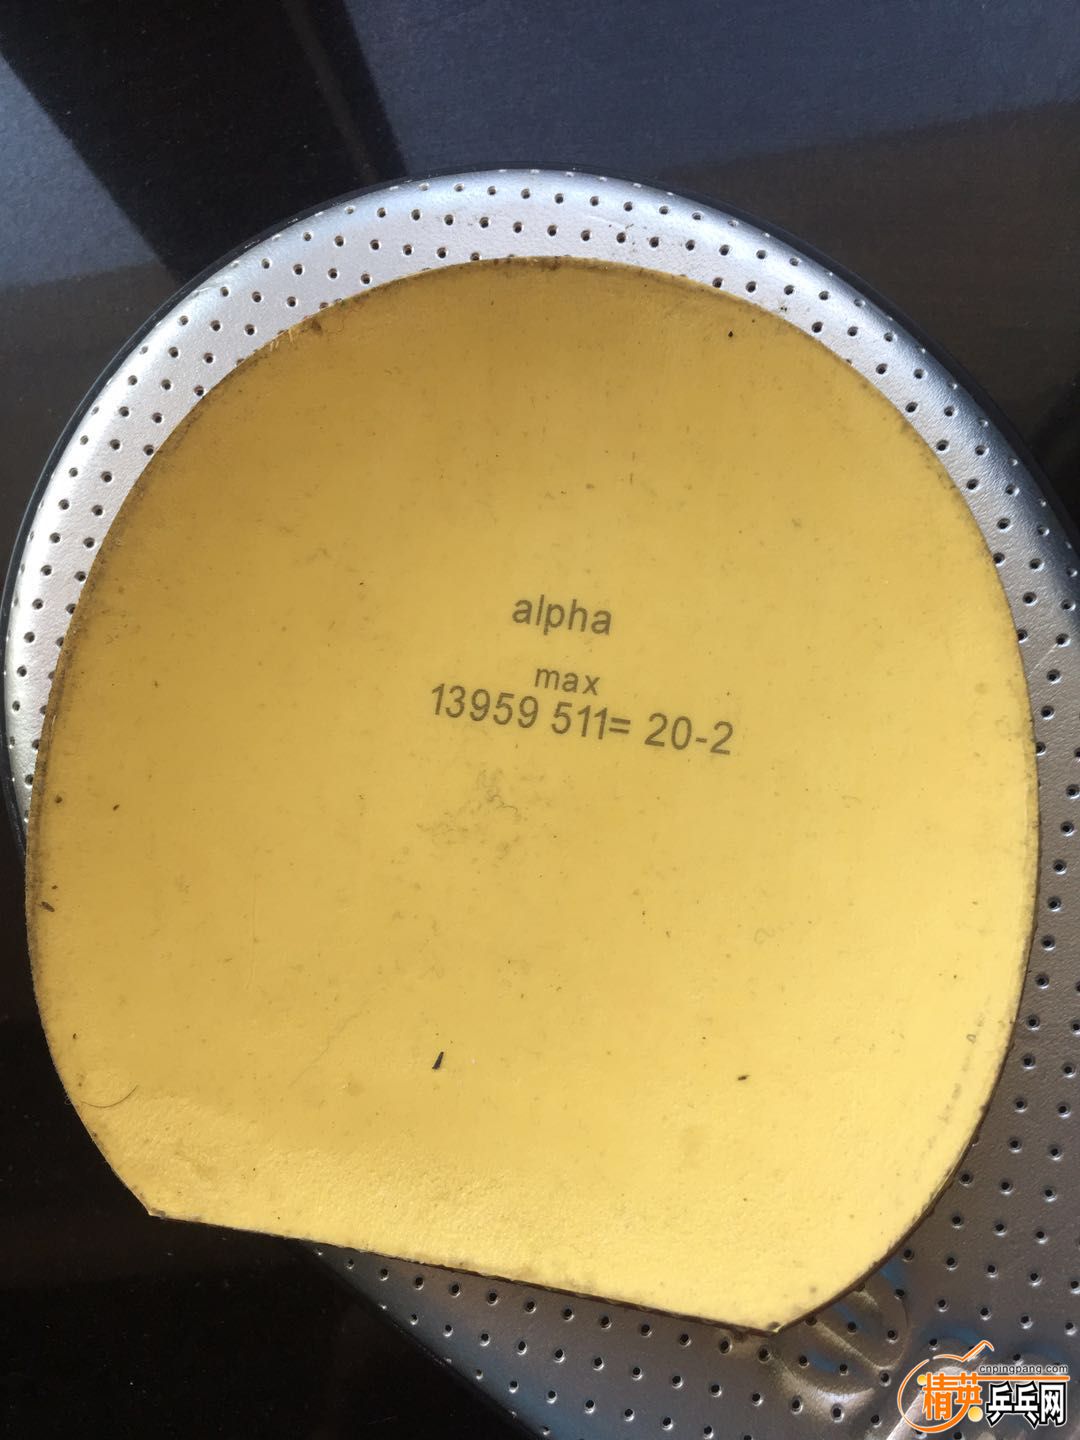 alpha
max
13959 511= 20-2
cnpingpang.com
精英乒乓网